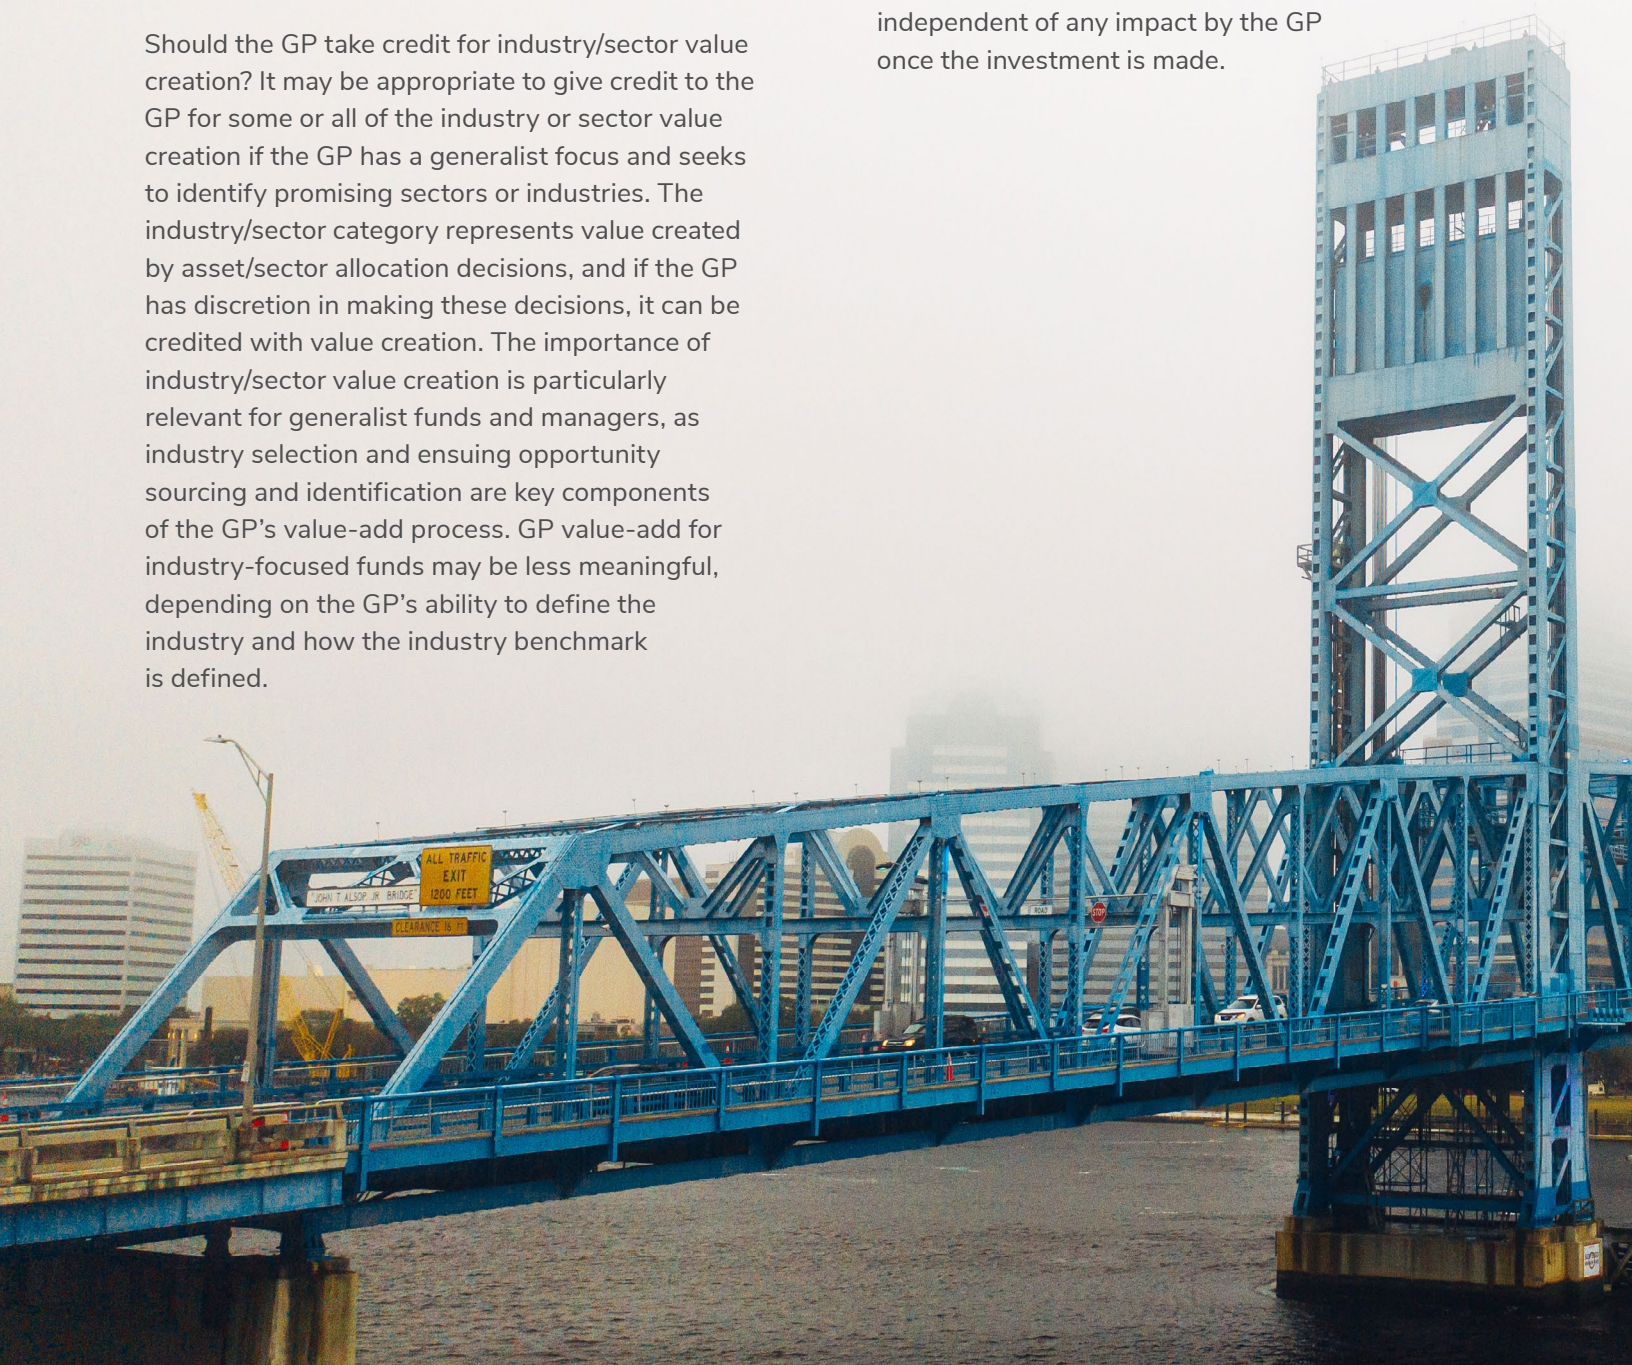 Should the GP take credit for industry/sector value
creation? It may be appropriate to give credit to the
GP for some or all of the industry or sector value
creation if the GP has a generalist focus and seeks
to identify promising sectors or industries. The
industry/sector category represents value created
by asset/sector allocation decisions, and if the GP
has discretion in making these decisions, it can be
credited with value creation. The importance of
industry/sector value creation is particularly
relevant for generalist funds and managers, as
industry selection and ensuing opportunity
sourcing and identification are key components
of the GP’s value-add process. GP value-add for
industry-focused funds may be less meaningful,
depending on the GP’s ability to define the
industry and how the industry benchmark
is defined.
independent of any impact by the GP
once the investment is made.
ALL TRAFFIC
EXIT
1200 FEET
"JOHN T. ALSOP JR. BRIDGE"
CLEARANCE 16 FT
ROAD
STOP